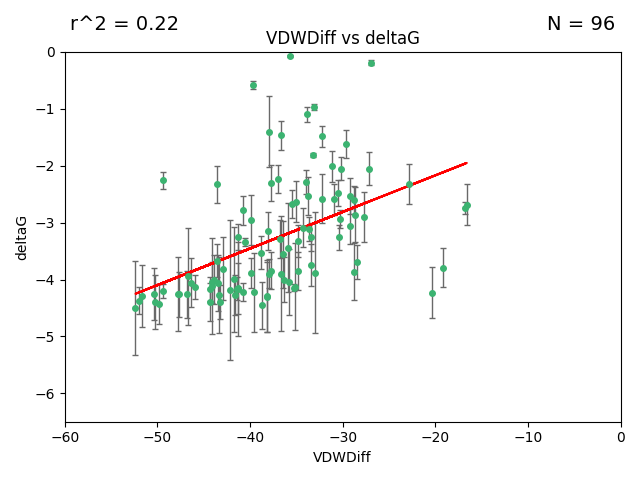 r^2 = 0.22
N = 96
VDWDiff vs deltaG
0
−1
−2
−3
−4
−5
−6
deltaG
−60 −50 −40 −30 −20 −10 0
VDWDiff